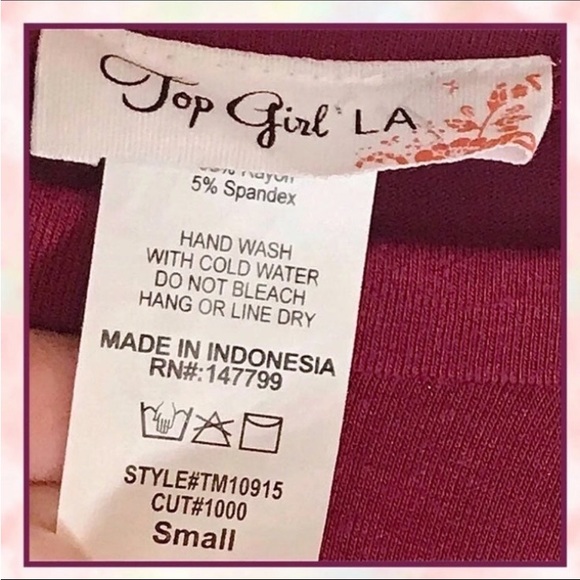 Top Girl LA
Rayon
5% Spandex
HAND WASH
WITH COLD WATER
DO NOT BLEACH
HANG OR LINE DRY
MADE IN INDONESIA
RN#:147799
STYLE#TM10915
CUT#1000
Small